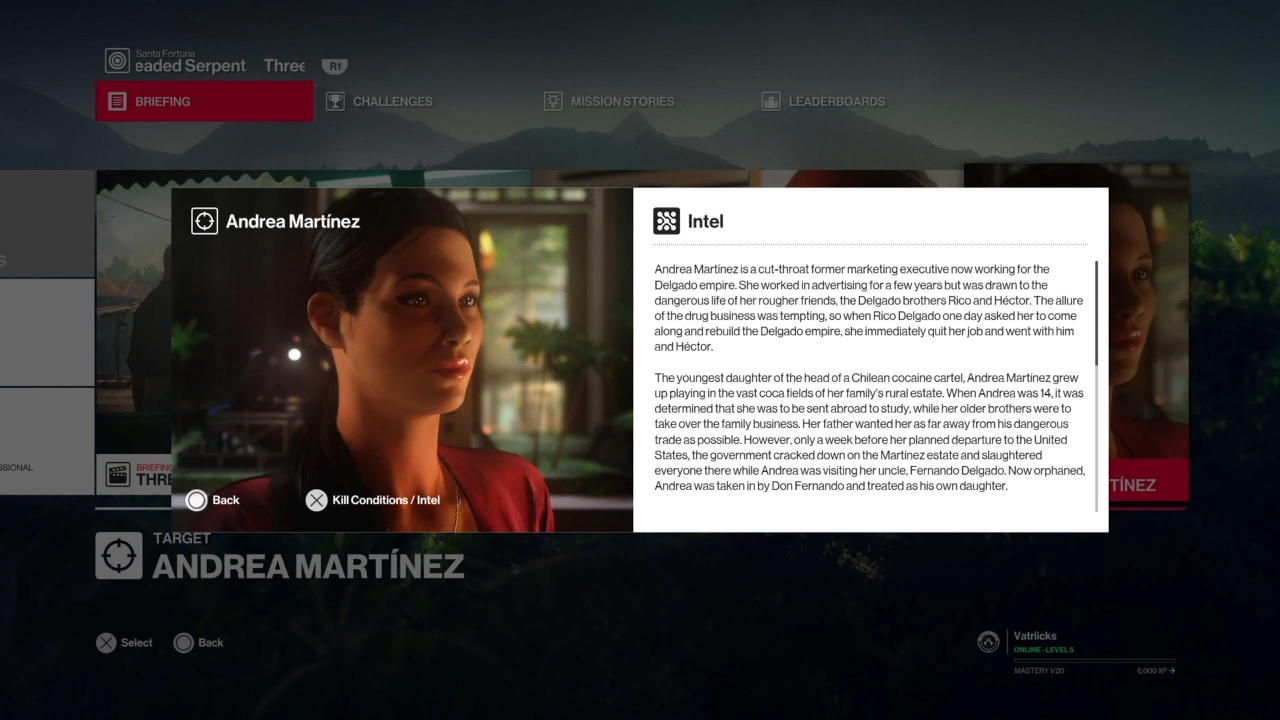 Santa Fortuna
eaded Serpent Three R1
BRIEFING CHALLENGES MISSION STORIES LEADERBOARDS
Andrea Martínez
Intel
Andrea Martínez is a cut-throat former marketing executive now working for the
Delgado empire. She worked in advertising for a few years but was drawn to the
dangerous life of her rougher friends, the Delgado brothers Rico and Héctor. The allure
of the drug business was tempting, so when Rico Delgado one day asked her to come
along and rebuild the Delgado empire, she immediately quit her job and went with him
and Héctor.
The youngest daughter of the head of a Chilean cocaine cartel, Andrea Martínez grew
up playing in the vast coca fields of her family's rural estate. When Andrea was 14, it was
determined that she was to be sent abroad to study, while her older brothers were to
take over the family business. Her father wanted her as far away from his dangerous
trade as possible. However, only a week before her planned departure to the United
States, the government cracked down on the Martínez estate and slaughtered
everyone there while Andrea was visiting her uncle, Fernando Delgado. Now orphaned,
Andrea was taken in by Don Fernando and treated as his own daughter.
Back Kill Conditions / Intel
S
SSIONAL
BRIEFING
THRE
TÍNEZ
TARGET
ANDREA MARTÍNEZ
Select Back
Vatriicks
ONLINE - LEVEL 5
MASTERY 1/20 6,000 XP